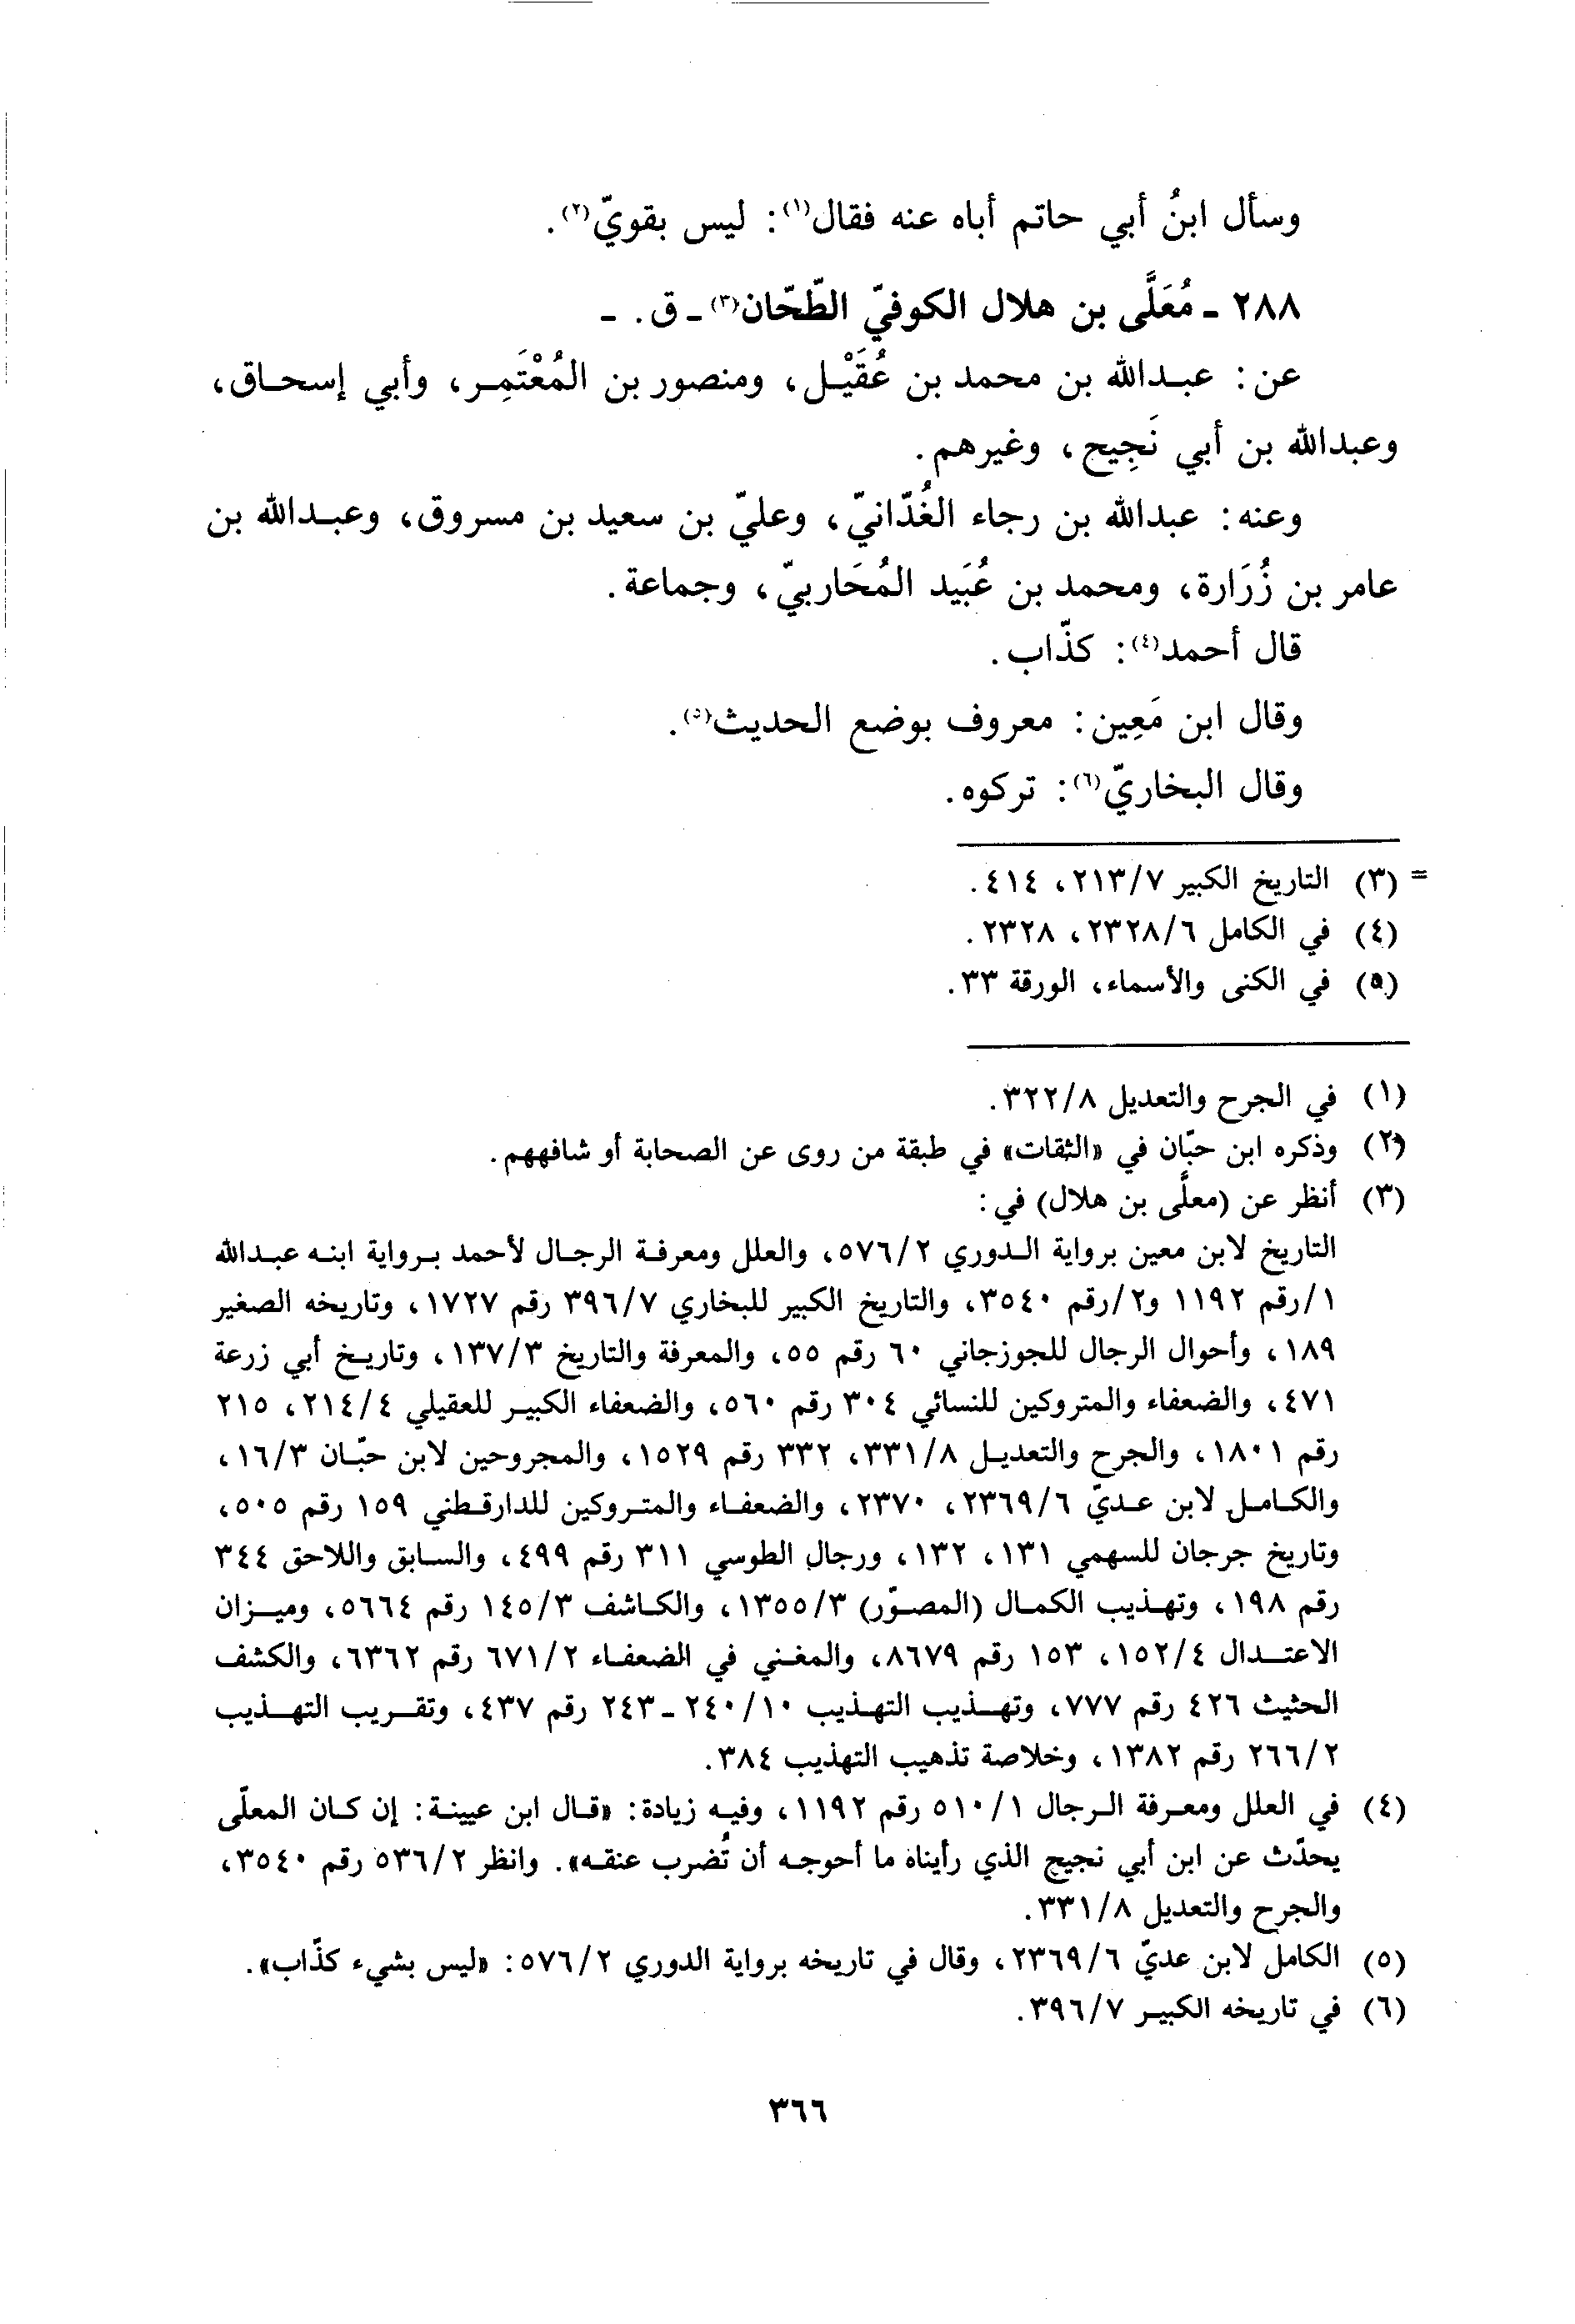 وسأل ابنُ أبي حاتم أباه عنه فقال(١): ليس بقويّ(٢).
٢٨٨ - مُعَلَّى بن هلال الكوفيّ الطّحّان(٣) - ق. -
عن: عبدالله بن محمد بن عُقَيْل، ومنصور بن المُعْتَمِر، وأبي إسحاق،
وعبدالله بن أبي نَجِيح، وغيرهم.
وعنه: عبدالله بن رجاء الغُدّانيّ، وعليّ بن سعيد بن مسروق، وعبدالله بن
عامر بن زُرَارة، ومحمد بن عُبَيد المُحَاربيّ، وجماعة.
قال أحمد(٤): كذّاب.
وقال ابن مَعِين: معروف بوضع الحديث(٥).
وقال البخاريّ(٦): تركوه.
= (٣) التاريخ الكبير ٢١٣/٧، ٤١٤.
(٤) في الكامل ٢٣٢٨/٦، ٢٣٢٨.
(٥) في الكنى والأسماء، الورقة ٣٣.
(١) في الجرح والتعديل ٣٢٢/٨.
(٢) وذكره ابن حبّان في «الثقات» في طبقة من روى عن الصحابة أو شافههم.
(٣) أنظر عن (معلَّى بن هلال) في:
التاريخ لابن معين برواية الدوري ٥٧٦/٢، والعلل ومعرفة الرجال لأحمد برواية ابنه عبدالله
١/رقم ١١٩٢ و٢/رقم ٣٥٤٠، والتاريخ الكبير للبخاري ٣٩٦/٧ رقم ١٧٢٧، وتاريخه الصغير
١٨٩، وأحوال الرجال للجوزجاني ٦٠ رقم ٥٥، والمعرفة والتاريخ ١٣٧/٣، وتاريخ أبي زرعة
٤٧١، والضعفاء والمتروكين للنسائي ٣٠٤ رقم ٥٦٠، والضعفاء الكبير للعقيلي ٢١٤/٤، ٢١٥
رقم ١٨٠١، والجرح والتعديل ٣٣١/٨، ٣٣٢ رقم ١٥٢٩، والمجروحين لابن حبّان ١٦/٣،
والكامل لابن عديّ ٢٣٦٩/٦، ٢٣٧٠، والضعفاء والمتروكين للدارقطني ١٥٩ رقم ٥٠٥،
وتاريخ جرجان للسهمي ١٣١، ١٣٢، ورجال الطوسي ٣١١ رقم ٤٩٩، والسابق واللاحق ٣٤٤
رقم ١٩٨، وتهذيب الكمال (المصوّر) ١٣٥٥/٣، والكاشف ١٤٥/٣ رقم ٥٦٦٤، وميزان
الاعتدال ١٥٢/٤، ١٥٣ رقم ٨٦٧٩، والمغني في الضعفاء ٦٧١/٢ رقم ٦٣٦٢، والكشف
الحثيث ٤٢٦ رقم ٧٧٧، وتهذيب التهذيب ٢٤٠/١٠ - ٢٤٣ رقم ٤٣٧، وتقريب التهذيب
٢٦٦/٢ رقم ١٣٨٢، وخلاصة تذهيب التهذيب ٣٨٤.
(٤) في العلل ومعرفة الرجال ٥١٠/١ رقم ١١٩٢، وفيه زيادة: «قال ابن عيينة: إن كان المعلّى
يحدّث عن ابن أبي نجيح الذي رأيناه ما أحوجه أن تُضرب عنقه». وانظر ٥٣٦/٢ رقم ٣٥٤٠،
والجرح والتعديل ٣٣١/٨.
(٥) الكامل لابن عديّ ٢٣٦٩/٦، وقال في تاريخه برواية الدوري ٥٧٦/٢: «ليس بشيء كذّاب».
(٦) في تاريخه الكبير ٣٩٦/٧.
٣٦٦